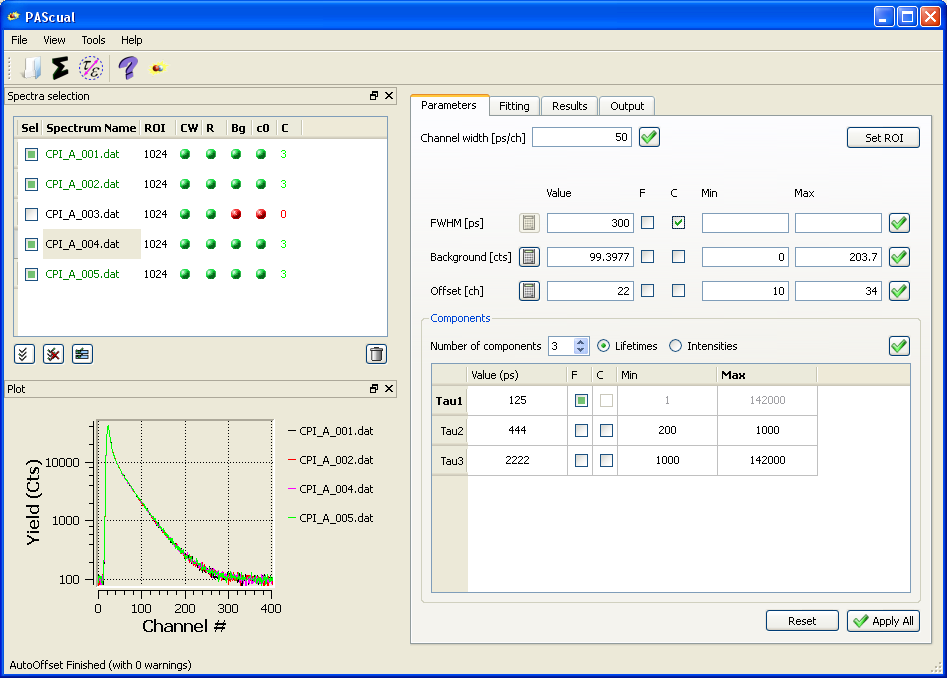 PAScual
File View Tools Help
Spectra selection
Sel Spectrum Name ROI CW R Bg c0 C
CPI_A_001.dat 1024 3
CPI_A_002.dat 1024 3
CPI_A_003.dat 1024 0
CPI_A_004.dat 1024 3
CPI_A_005.dat 1024 3
Plot
Yield (Cts)
10000
1000
100
0 100 200 300 400
Channel #
CPI_A_001.dat
CPI_A_002.dat
CPI_A_004.dat
CPI_A_005.dat
Parameters Fitting Results Output
Channel width [ps/ch] 50 Set ROI
Value F C Min Max
FWHM [ps] 300
Background [cts] 99.3977 0 203.7
Offset [ch] 22 10 34
Components
Number of components 3 Lifetimes Intensities
Value (ps) F C Min Max
Tau1 125 1 142000
Tau2 444 200 1000
Tau3 2222 1000 142000
Reset Apply All
AutoOffset Finished (with 0 warnings)